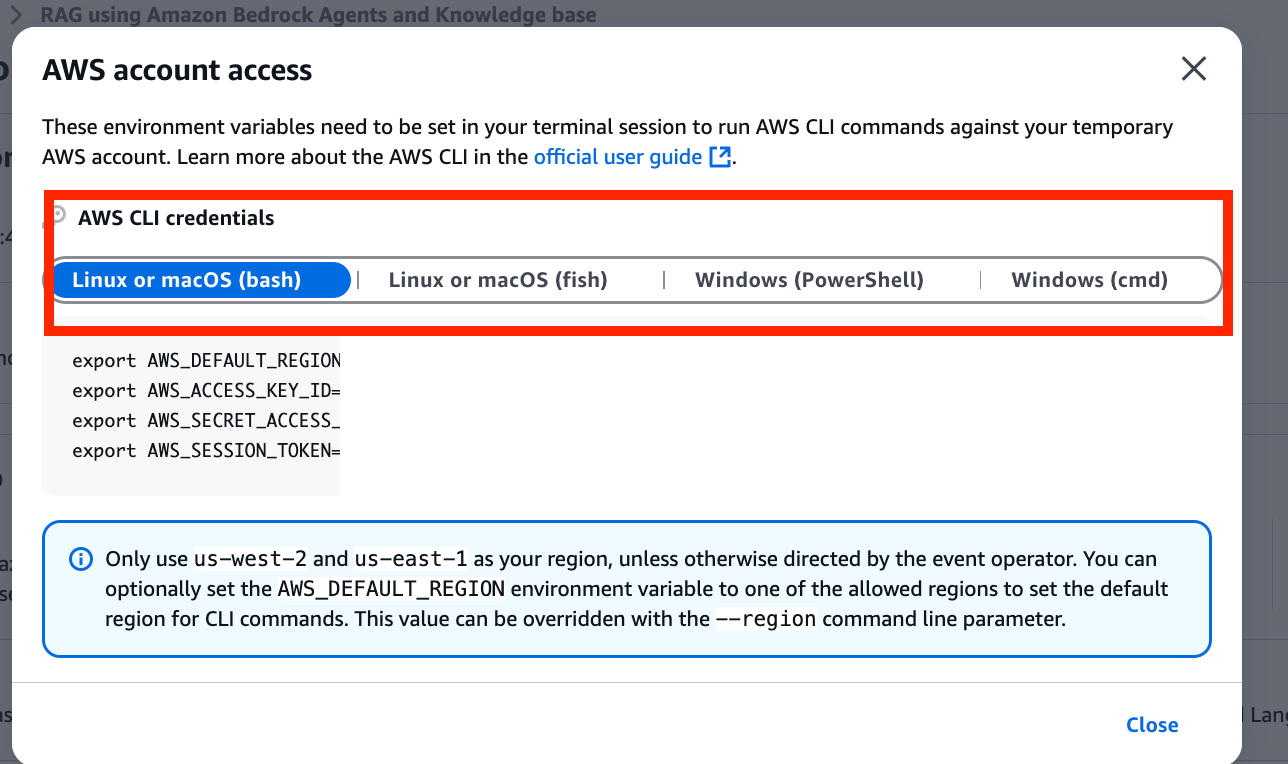 RAG using Amazon Bedrock Agents and Knowledge base
AWS account access
These environment variables need to be set in your terminal session to run AWS CLI commands against your temporary
AWS account. Learn more about the AWS CLI in the official user guide.
AWS CLI credentials
Linux or macOS (bash) | Linux or macOS (fish) | Windows (PowerShell) | Windows (cmd)
export AWS_DEFAULT_REGION
export AWS_ACCESS_KEY_ID=
export AWS_SECRET_ACCESS_
export AWS_SESSION_TOKEN=
Only use us-west-2 and us-east-1 as your region, unless otherwise directed by the event operator. You can
optionally set the AWS_DEFAULT_REGION environment variable to one of the allowed regions to set the default
region for CLI commands. This value can be overridden with the --region command line parameter.
Close